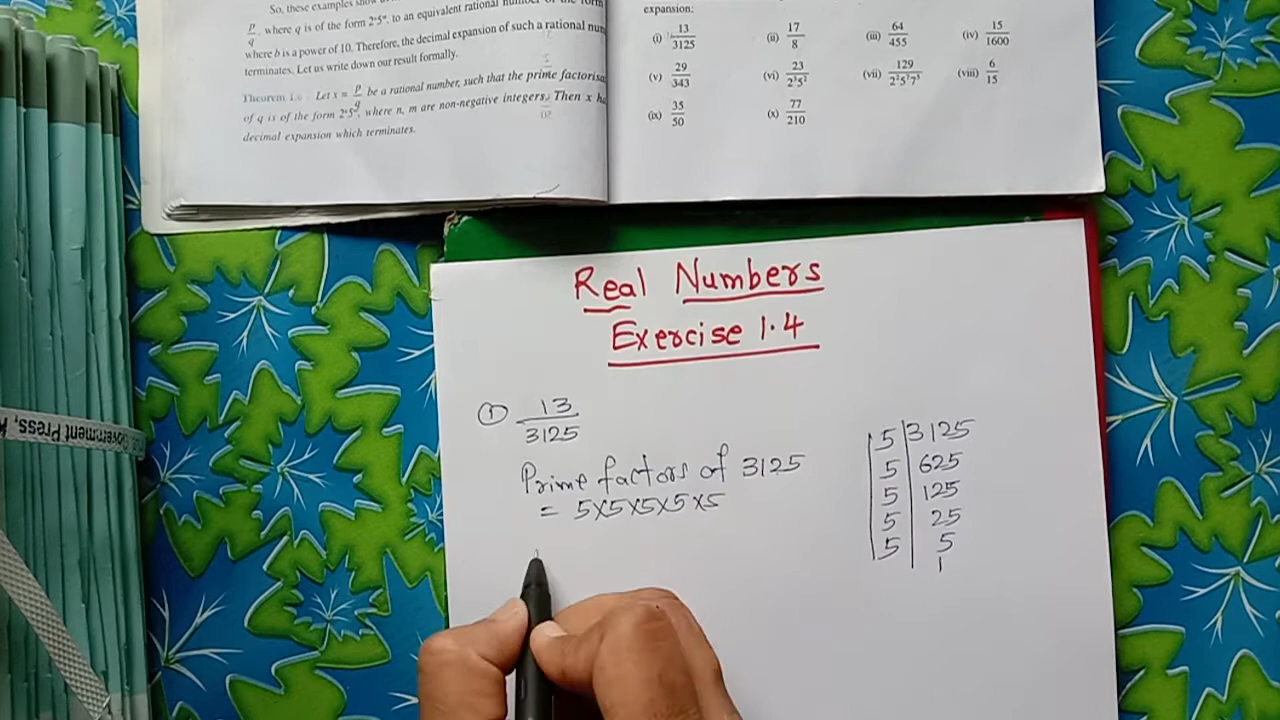 So, these examples show
p/q, where q is of the form 2ⁿ5ᵐ, to an equivalent rational number of the form
where b is a power of 10. Therefore, the decimal expansion of such a rational
terminates. Let us write down our result formally.
Let x = p/q be a rational number, such that the prime
of q is of the form 2ⁿ5ᵐ, where n, m are non-negative integers. Then x
decimal expansion which terminates.
expansion:
(i) 13/3125 (ii) 17/8 (iii) 64/455 (iv) 15/1600
(v) 29/343 (vi) 23/2³5² (vii) 129/2²5⁷7⁵ (viii) 6/15
(ix) 35/50 (x) 77/210
Real Numbers
Exercise 1.4
① 13/3125
Prime factors of 3125
= 5×5×5×5×5
5 3125
5 625
5 125
5 25
5 5
1
Government Press,